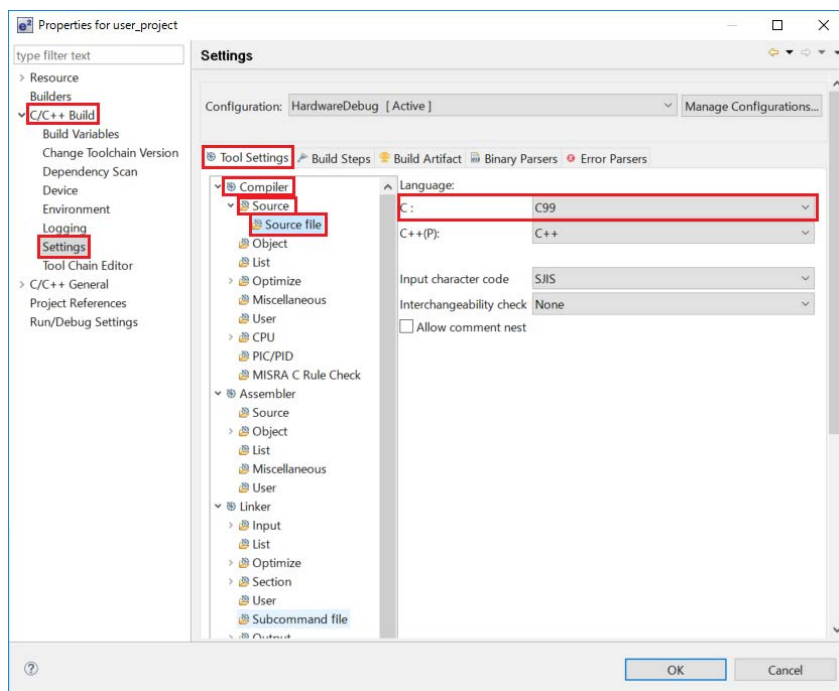 e² Properties for user_project
type filter text
Resource
Builders
C/C++ Build
Build Variables
Change Toolchain Version
Dependency Scan
Device
Environment
Logging
Settings
Tool Chain Editor
C/C++ General
Project References
Run/Debug Settings
Settings
Configuration: HardwareDebug [ Active ] Manage Configurations...
Tool Settings Build Steps Build Artifact Binary Parsers Error Parsers
Compiler
Source
Source file
Object
List
Optimize
Miscellaneous
User
CPU
PIC/PID
MISRA C Rule Check
Assembler
Source
Object
List
Miscellaneous
User
Linker
Input
List
Optimize
Section
User
Subcommand file
Output
Language:
C : C99
C++(P): C++
Input character code SJIS
Interchangeability check None
Allow comment nest
? OK Cancel